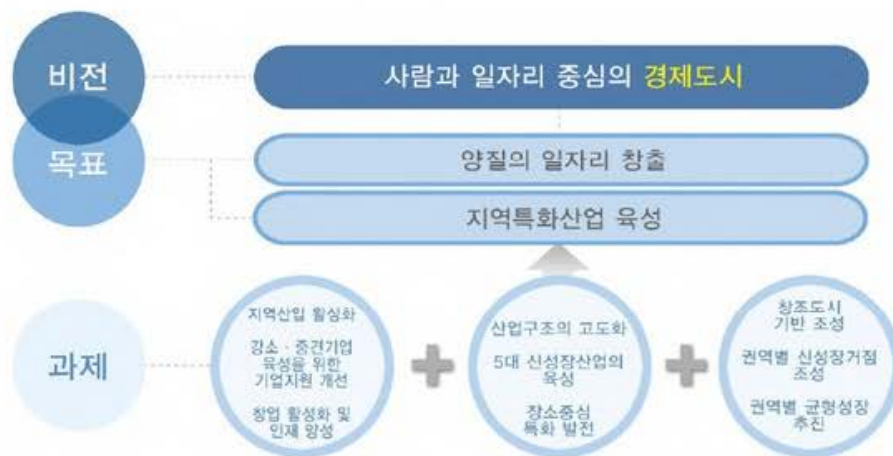 비전
사람과 일자리 중심의 경제도시
목표
양질의 일자리 창출
지역특화산업 육성
과제
지역산업 활성화
강소·중견기업
육성을 위한
기업지원 개선
창업 활성화 및
인재 양성
산업구조의 고도화
5대 신성장산업의
육성
장소중심
특화 발전
창조도시
기반 조성
권역별 신성장거점
조성
권역별 균형성장
추진